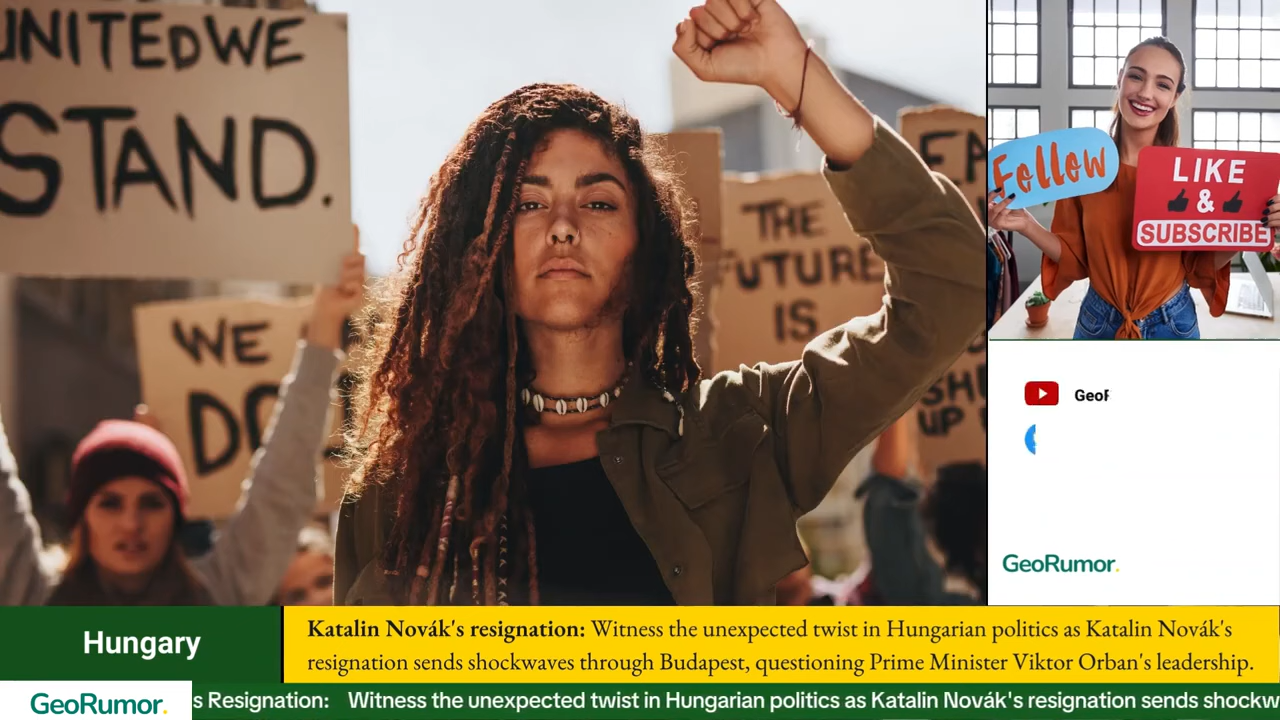 UNITED WE
STAND.
WE
DO
THE
FUTURE
IS
UP
Follow
LIKE
&
SUBSCRIBE
GeoRumor.
Hungary
Katalin Novák's resignation: Witness the unexpected twist in Hungarian politics as Katalin Novák's
resignation sends shockwaves through Budapest, questioning Prime Minister Viktor Orban's leadership.
GeoRumor.
s Resignation: Witness the unexpected twist in Hungarian politics as Katalin Novák's resignation sends shockw